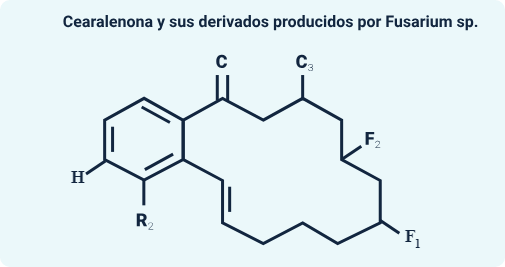 Cearalenona y sus derivados producidos por Fusarium sp.
C C₃
F₂
H
R₂
F₁